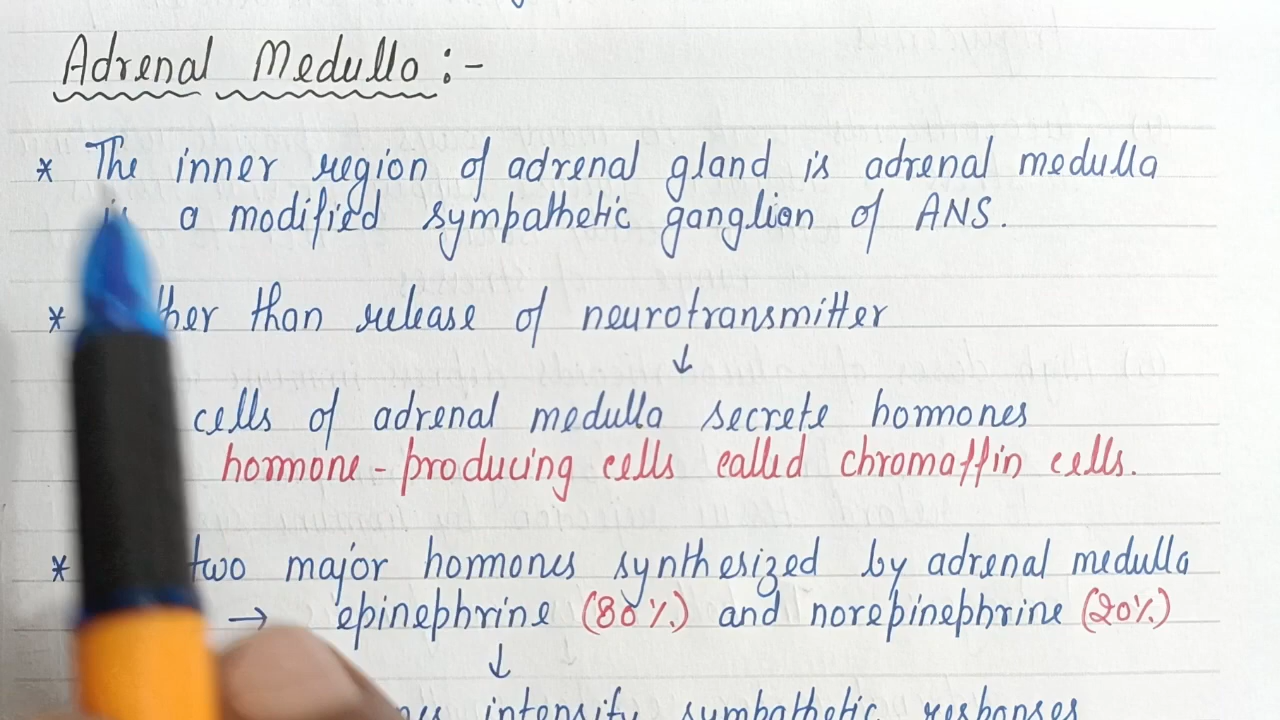 Adrenal Medulla :-
* The inner region of adrenal gland is adrenal medulla
is a modified sympathetic ganglion of ANS.
* than release of neurotransmitter
↓
cells of adrenal medulla secrete hormones
hormone-producing cells called chromaffin cells.
* two major hormones synthesized by adrenal medulla
→ epinephrine (80%) and norepinephrine (20%)
↓
intensify sympathetic responses